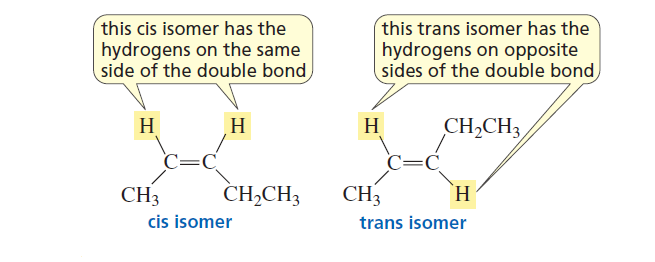 this cis isomer has the
hydrogens on the same
side of the double bond
H H
C=C
CH₃ CH₂CH₃
cis isomer
this trans isomer has the
hydrogens on opposite
sides of the double bond
H CH₂CH₃
C=C
CH₃ H
trans isomer